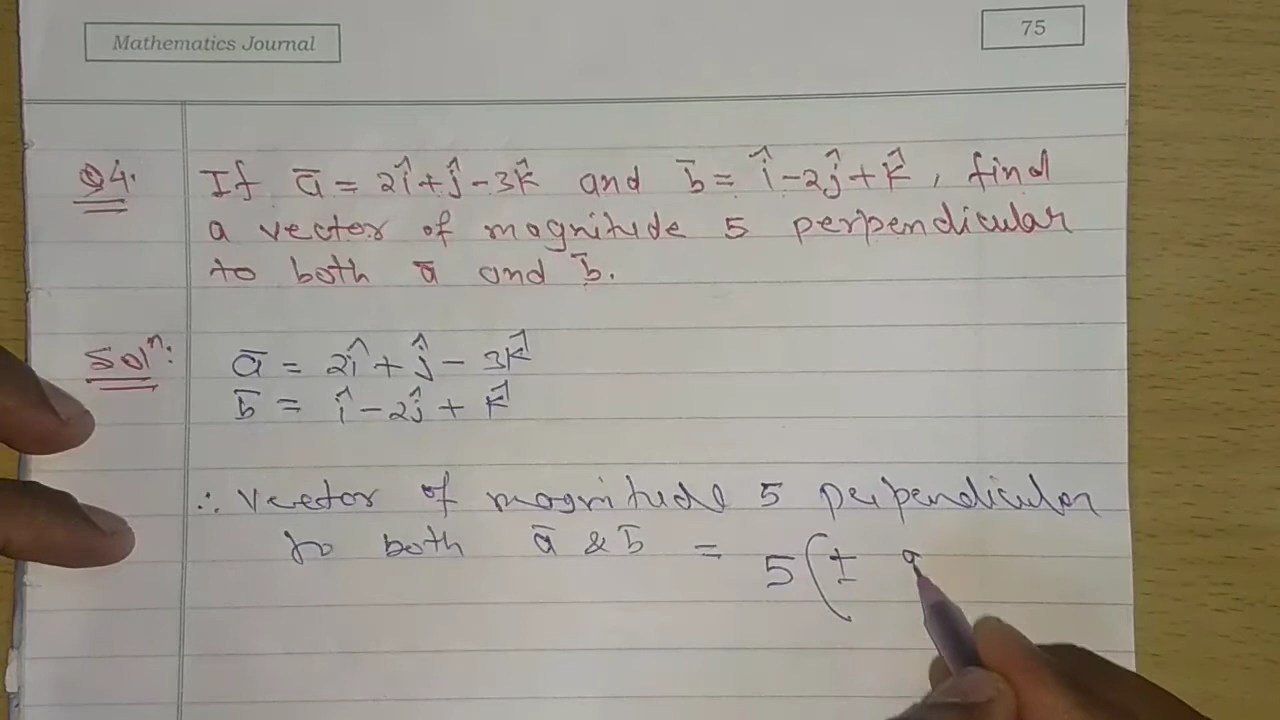 Mathematics Journal
75
Q4. If a̅ = 2î + ĵ - 3k̂ and b̅ = î - 2ĵ + k̂, find
a vector of magnitude 5 perpendicular
to both a̅ and b̅.
Solⁿ: a̅ = 2î + ĵ - 3k̂
b̅ = î - 2ĵ + k̂
∴ vector of magnitude 5 perpendicular
to both a̅ & b̅ = 5(± a